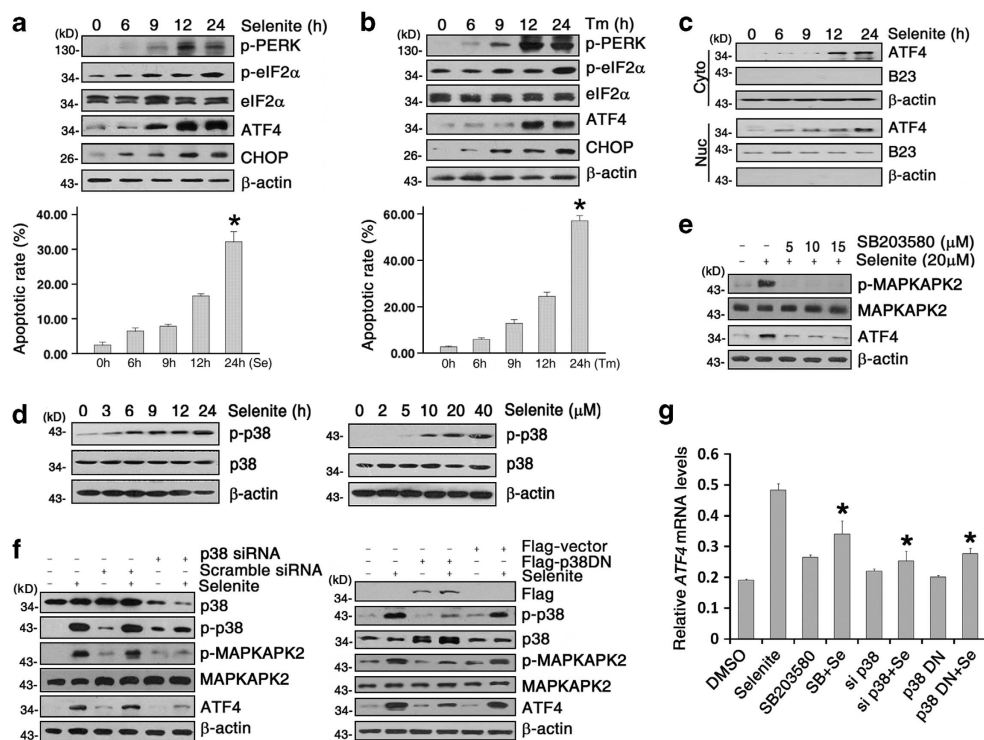 a
0 6 9 12 24 Selenite (h)
(kD)
130- p-PERK
34- p-eIF2α
eIF2α
34- ATF4
26- CHOP
43- β-actin
Apoptotic rate (%)
40.00
30.00
20.00
10.00
0.00
*
0h 6h 9h 12h 24h (Se)
b
0 6 9 12 24 Tm (h)
(kD)
130- p-PERK
34- p-eIF2α
eIF2α
34- ATF4
26- CHOP
43- β-actin
Apoptotic rate (%)
60.00
40.00
20.00
0.00
*
0h 6h 9h 12h 24h (Tm)
c
0 6 9 12 24 Selenite (h)
(kD)
Cyto
34- ATF4
43- B23
43- β-actin
Nuc
34- ATF4
43- B23
β-actin
d
0 3 6 9 12 24 Selenite (h)
(kD)
43- p-p38
34- p38
43- β-actin
0 2 5 10 20 40 Selenite (μM)
43- p-p38
34- p38
43- β-actin
e
SB203580 (μM)
- - 5 10 15
Selenite (20μM)
- + + + +
(kD)
43- p-MAPKAPK2
43- MAPKAPK2
34- ATF4
43- β-actin
f
- - - - + + p38 siRNA
- - + + - - Scramble siRNA
- + - + - + Selenite
(kD)
34- p38
43- p-p38
43- p-MAPKAPK2
43- MAPKAPK2
34- ATF4
43- β-actin
- - - - + + Flag-vector
- - + + - - Flag-p38DN
- + - + - + Selenite
34- Flag
43- p-p38
34- p38
43- p-MAPKAPK2
43- MAPKAPK2
34- ATF4
43- β-actin
g
Relative ATF4 mRNA levels
0.6
0.5
0.4
0.3
0.2
0.1
0
* * *
DMSO Selenite SB203580 SB+Se si p38 si p38+Se p38 DN p38 DN+Se